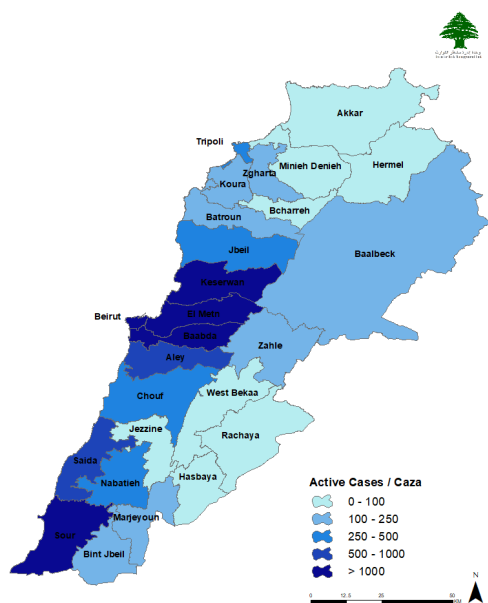 Akkar
Tripoli
Hermel
Minieh Denieh
Zgharta
Koura
Bcharreh
Batroun
Jbeil
Baalbeck
Keserwan
El Metn
Beirut
Baabda
Zahle
Aley
West Bekaa
Chouf
Jezzine
Rachaya
Saida
Hasbaya
Nabatieh
Active Cases / Caza
0 - 100
Marjeyoun
100 - 250
250 - 500
Sour
500 - 1000
Bint Jbeil
> 1000
N
0 12.5 25 50
KM